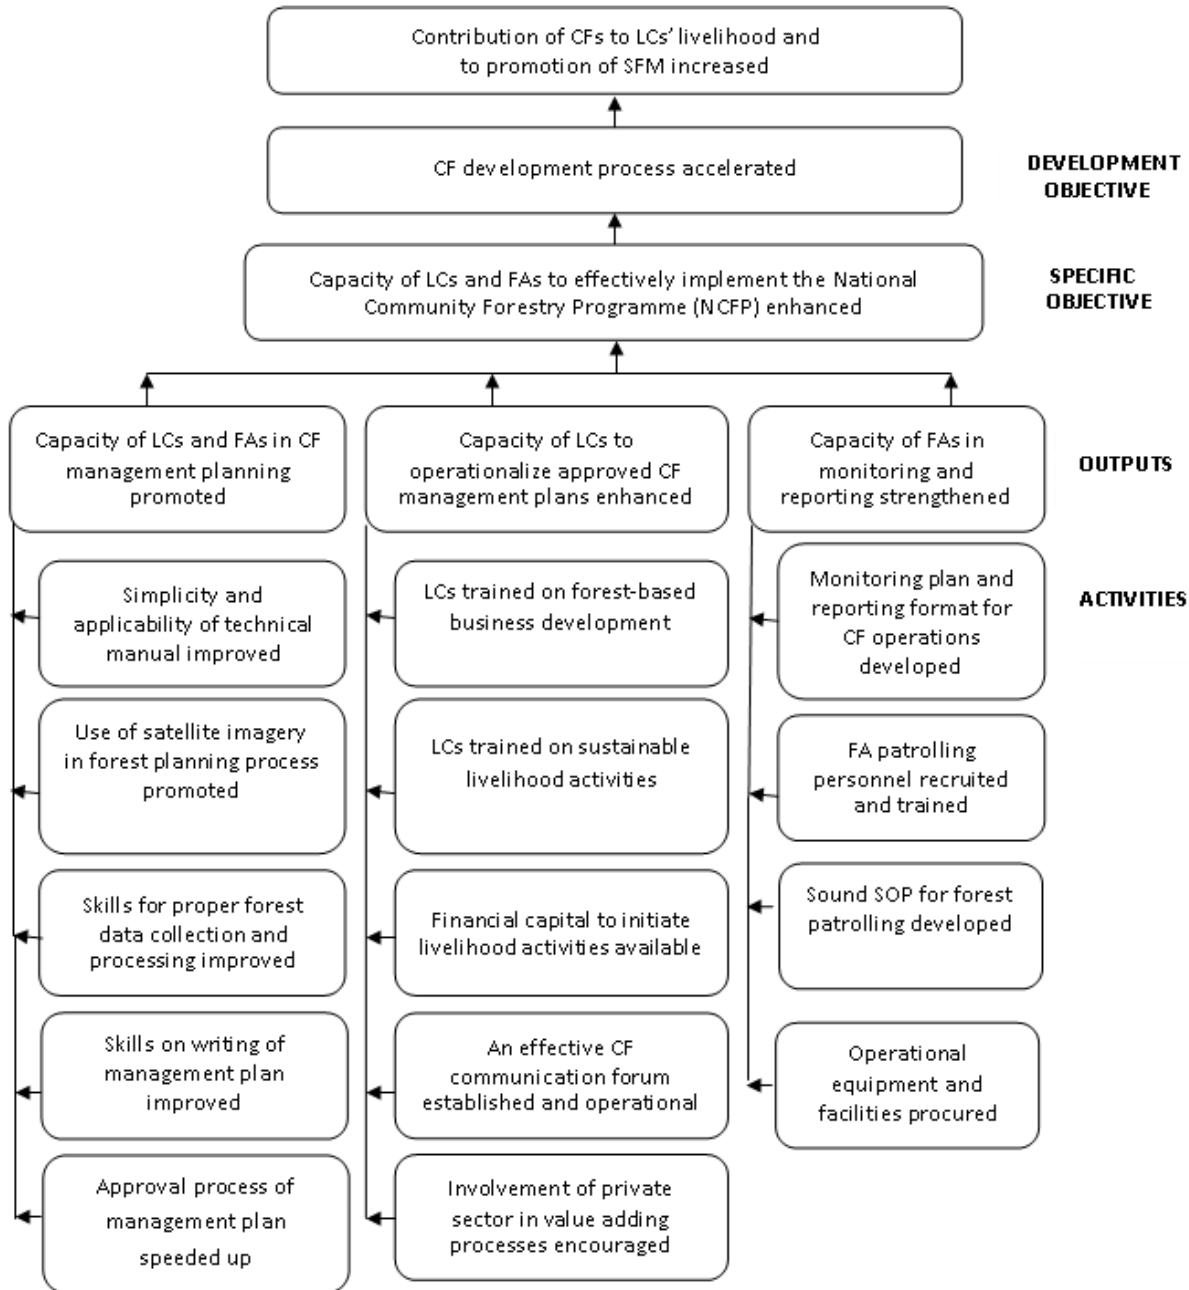 Contribution of CFs to LCs' livelihood and
to promotion of SFM increased
CF development process accelerated
DEVELOPMENT
OBJECTIVE
Capacity of LCs and FAs to effectively implement the National
Community Forestry Programme (NCFP) enhanced
SPECIFIC
OBJECTIVE
Capacity of LCs and FAs in CF
management planning
promoted
Capacity of LCs to
operationalize approved CF
management plans enhanced
Capacity of FAs in
monitoring and
reporting strengthened
OUTPUTS
Simplicity and
applicability of technical
manual improved
Use of satellite imagery
in forest planning process
promoted
Skills for proper forest
data collection and
processing improved
Skills on writing of
management plan
improved
Approval process of
management plan
speeded up
LCs trained on forest-based
business development
LCs trained on sustainable
livelihood activities
Financial capital to initiate
livelihood activities available
An effective CF
communication forum
established and operational
Involvement of private
sector in value adding
processes encouraged
Monitoring plan and
reporting format for
CF operations
developed
FA patrolling
personnel recruited
and trained
Sound SOP for forest
patrolling developed
Operational
equipment and
facilities procured
ACTIVITIES